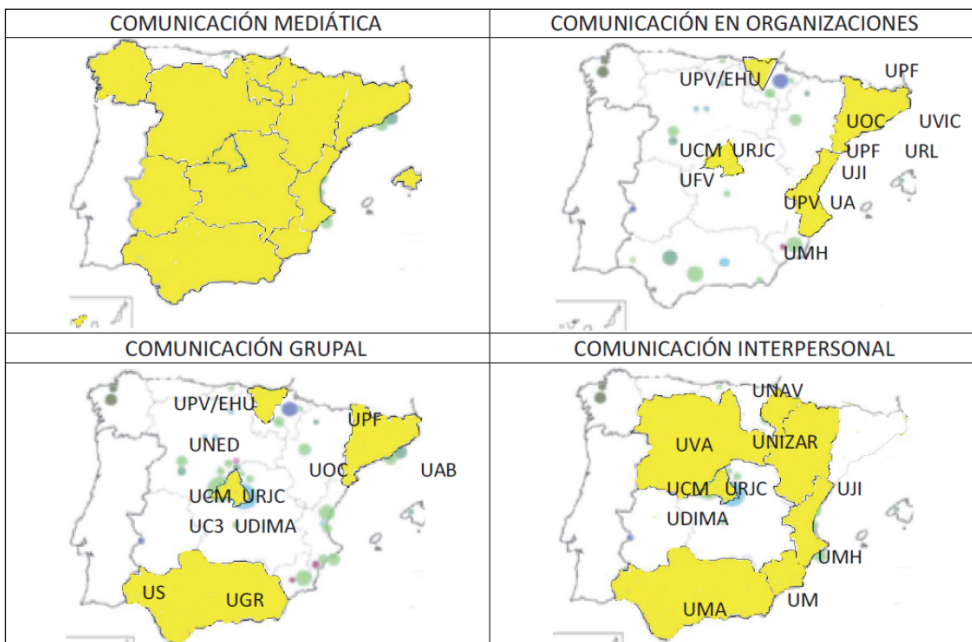 COMUNICACIÓN MEDIÁTICA
COMUNICACIÓN EN ORGANIZACIONES
UPV/EHU
UPF
UOC
UVIC
UCM URJC
UPF
URL
UFV
UJI
UPV UA
UMH
COMUNICACIÓN GRUPAL
COMUNICACIÓN INTERPERSONAL
UPV/EHU
UPF
UNED
UOC
UAB
UCM URJC
UC3 UDIMA
US
UGR
UNAV
UVA
UNIZAR
UCM
URJC
UJI
UDIMA
UMH
UMA
UM